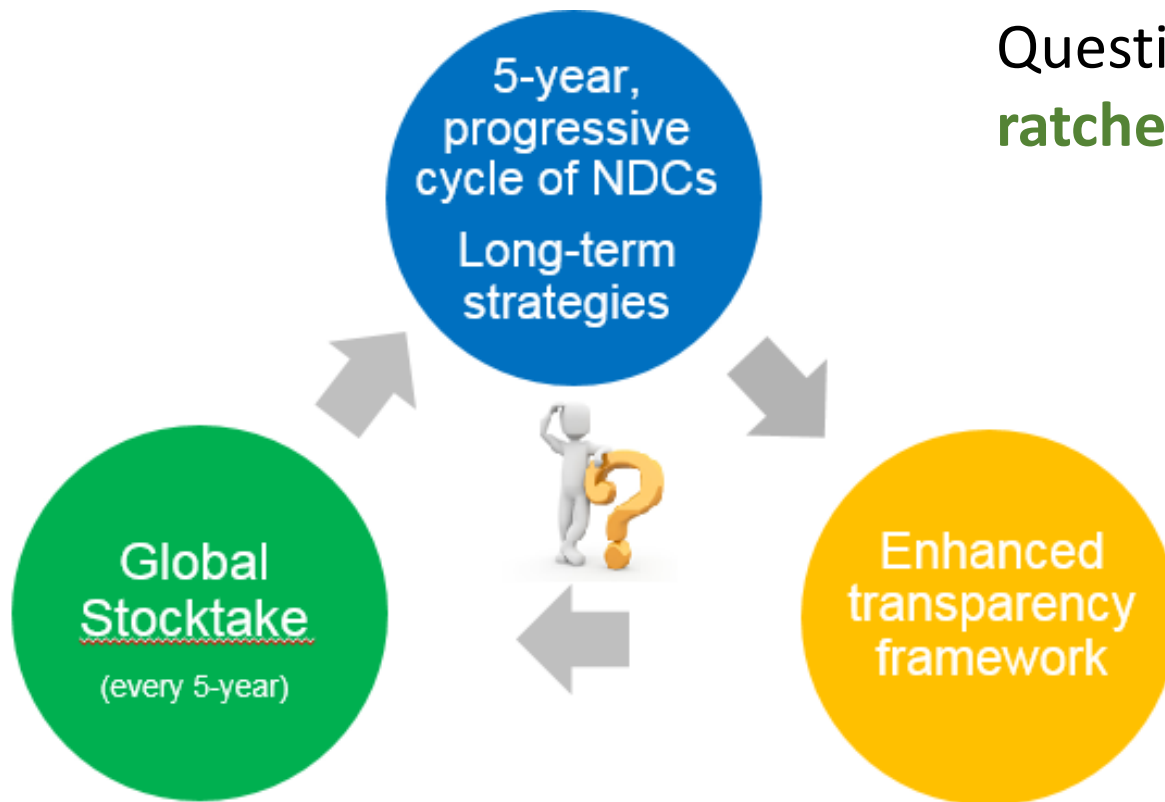 Questi
ratche
5-year,
progressive
cycle of NDCs
Long-term
strategies
Global
Stocktake
(every 5-year)
Enhanced
transparency
framework